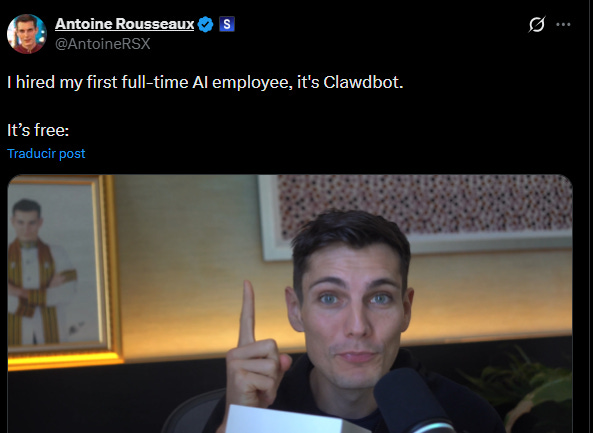 Antoine Rousseaux
S
@AntoineRSX
I hired my first full-time AI employee, it's Clawdbot.
It’s free:
Traducir post